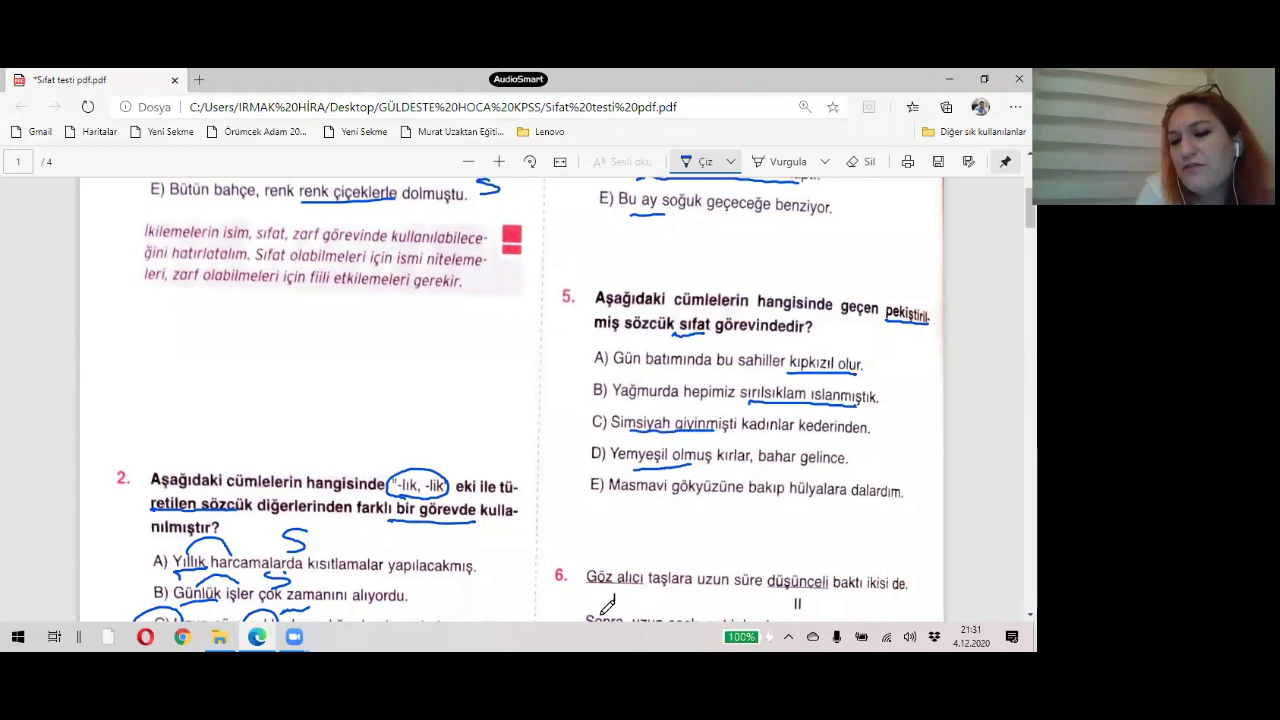 AudioSmart
*Sıfat testi pdf.pdf
Dosya
C:/Users/IRMAK%20HİRA/Desktop/GÜLDESTE%20HOCA%20KPSS/Sıfat%20testi%20pdf.pdf
Gmail
Haritalar
Yeni Sekme
Örümcek Adam 20...
Yeni Sekme
Murat Uzaktan Eğiti...
Lenovo
Diğer sık kullanılanlar
1 / 4
Sesli oku
Çiz
Vurgula
Sil
E) Bütün bahçe, renk renk çiçeklerle dolmuştu. S
İkilemelerin isim, sıfat, zarf görevinde kullanılabilece-
ğini hatırlatalım. Sıfat olabilmeleri için ismi niteleme-
leri, zarf olabilmeleri için fiili etkilemeleri gerekir.
2. Aşağıdaki cümlelerin hangisinde "-lık, -lik" eki ile tü-
retilen sözcük diğerlerinden farklı bir görevde kulla-
nılmıştır?
S
A) Yıllık harcamalarda kısıtlamalar yapılacakmış.
S
B) Günlük işler çok zamanını alıyordu.
E) Bu ay soğuk geçeceğe benziyor.
5. Aşağıdaki cümlelerin hangisinde geçen pekiştiril-
miş sözcük sıfat görevindedir?
A) Gün batımında bu sahiller kıpkızıl olur.
B) Yağmurda hepimiz sırılsıklam ıslanmıştık.
C) Simsiyah giyinmişti kadınlar kederinden.
D) Yemyeşil olmuş kırlar, bahar gelince.
E) Masmavi gökyüzüne bakıp hülyalara dalardım.
6. Göz alıcı taşlara uzun süre düşünceli baktı ikisi de.
I II
100%
21:31
4.12.2020